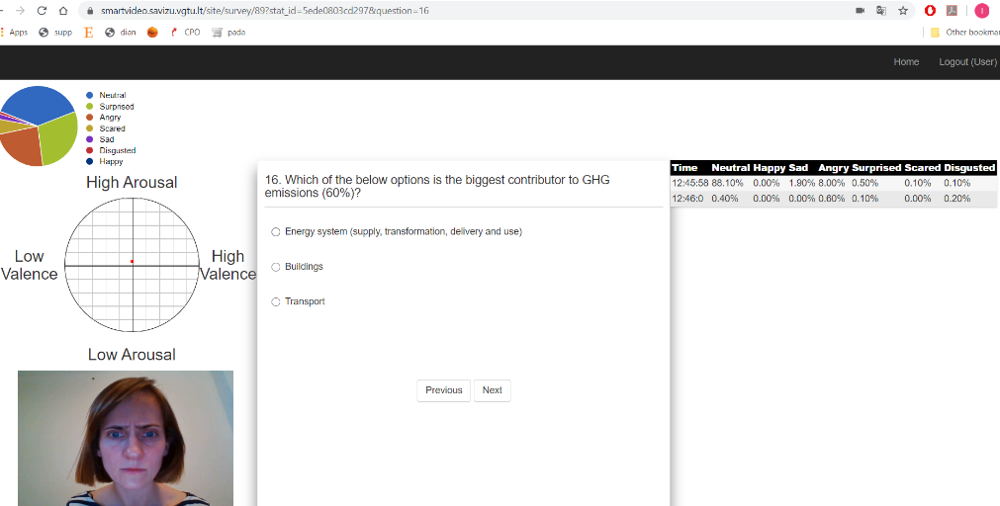 smartvideo.savizu.vgtu.lt/site/survey/89?stat_id=5ede0803cd297&question=16
Apps supp dian CPO pada Other bookmar
Home Logout (User)
Neutral
Surprised
Angry
Scared
Sad
Disgusted
Happy
High Arousal
Low Valence
High Valence
Low Arousal
16. Which of the below options is the biggest contributor to GHG
emissions (60%)?
Energy system (supply, transformation, delivery and use)
Buildings
Transport
Previous Next
Time Neutral Happy Sad Angry Surprised Scared Disgusted
12:45:58 88.10% 0.00% 1.90% 8.00% 0.50% 0.10% 0.10%
12:46:0 0.40% 0.00% 0.00% 0.60% 0.10% 0.00% 0.20%